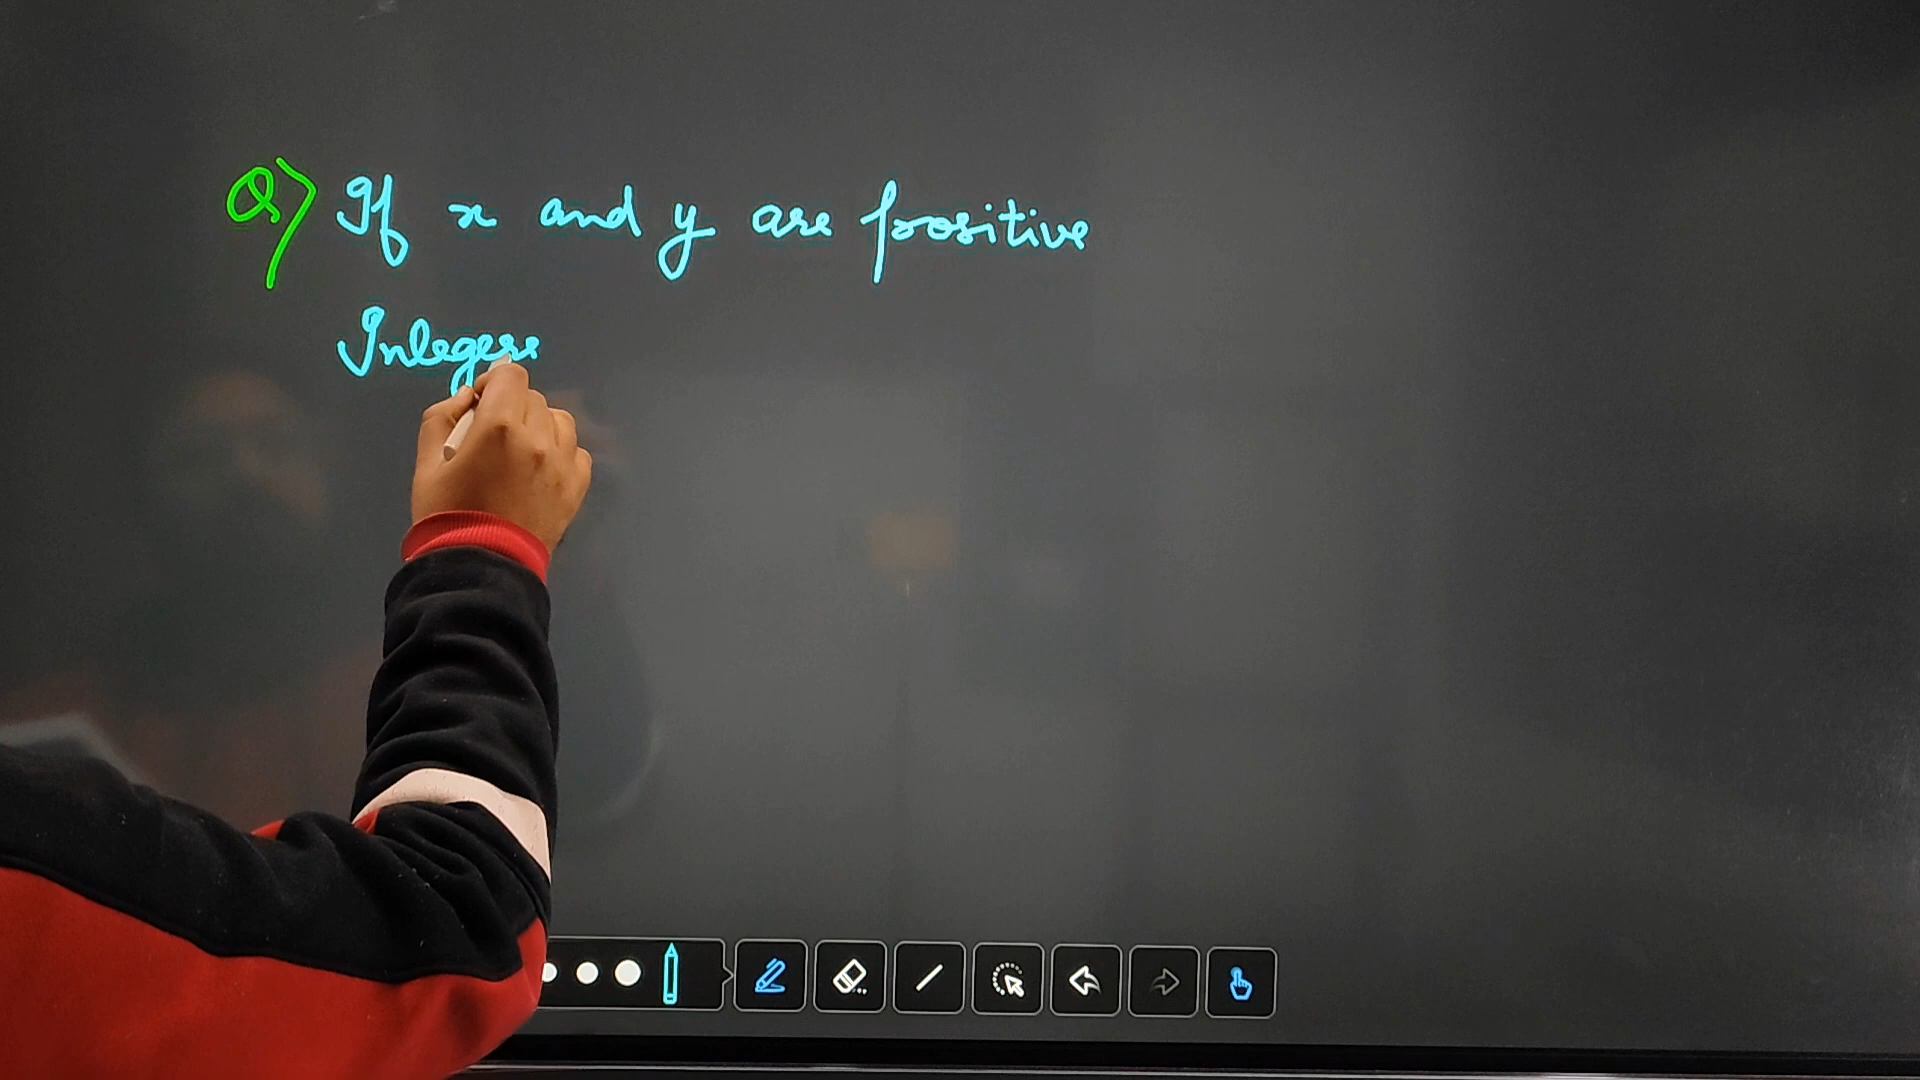 Q) If x and y are positive
Integers